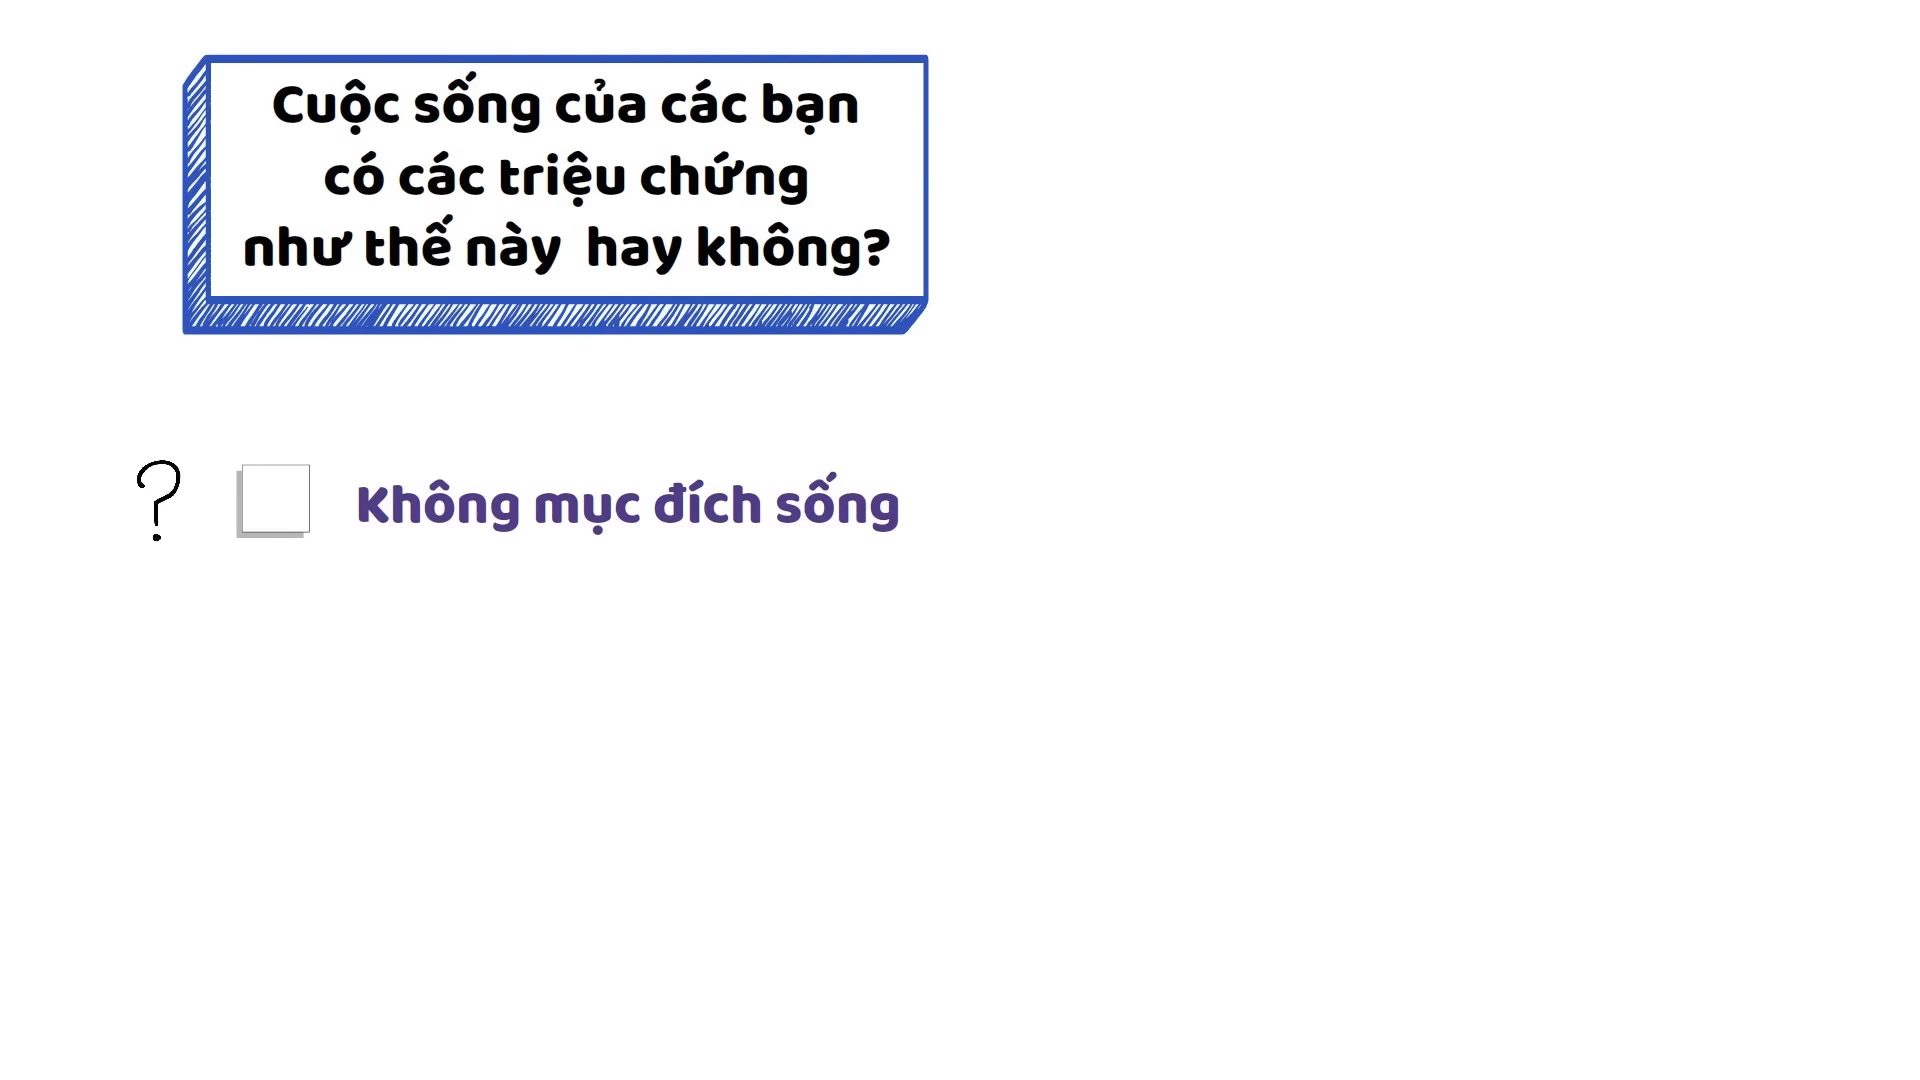 Cuộc sống của các bạn
có các triệu chứng
như thế này  hay không?
? Không mục đích sống